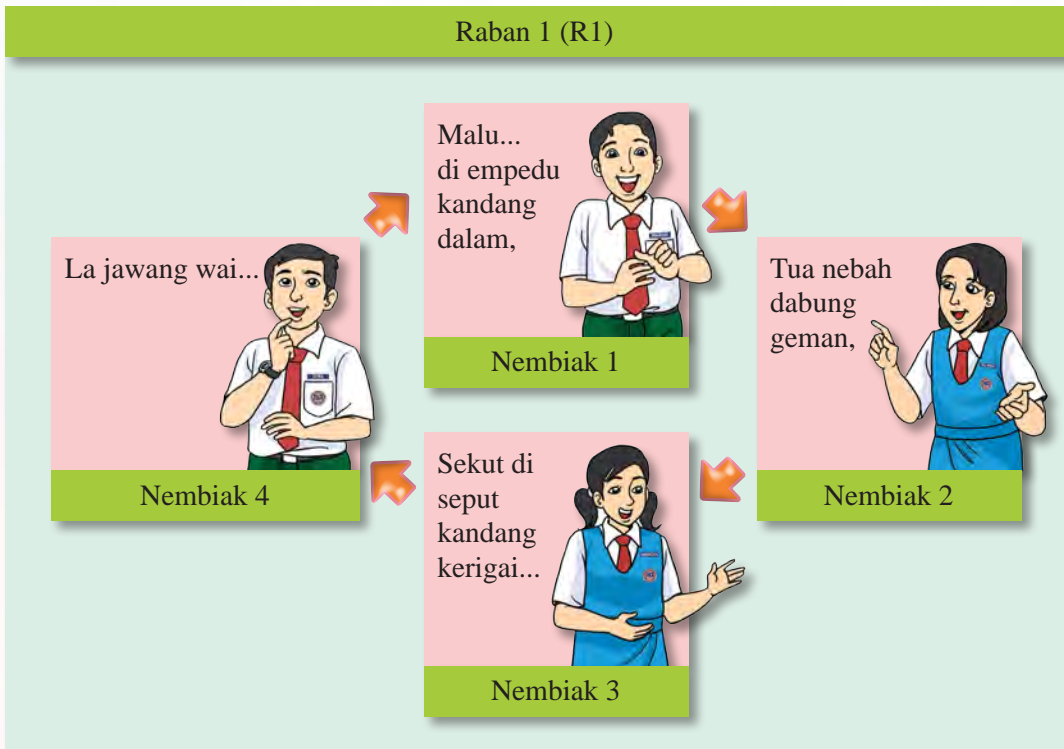 Raban 1 (R1)
Malu...
di empedu
kandang
dalam,
Nembiak 1
Tua nebah
dabung
geman,
Nembiak 2
Sekut di
seput
kandang
kerigai...
Nembiak 3
La jawang wai...
Nembiak 4